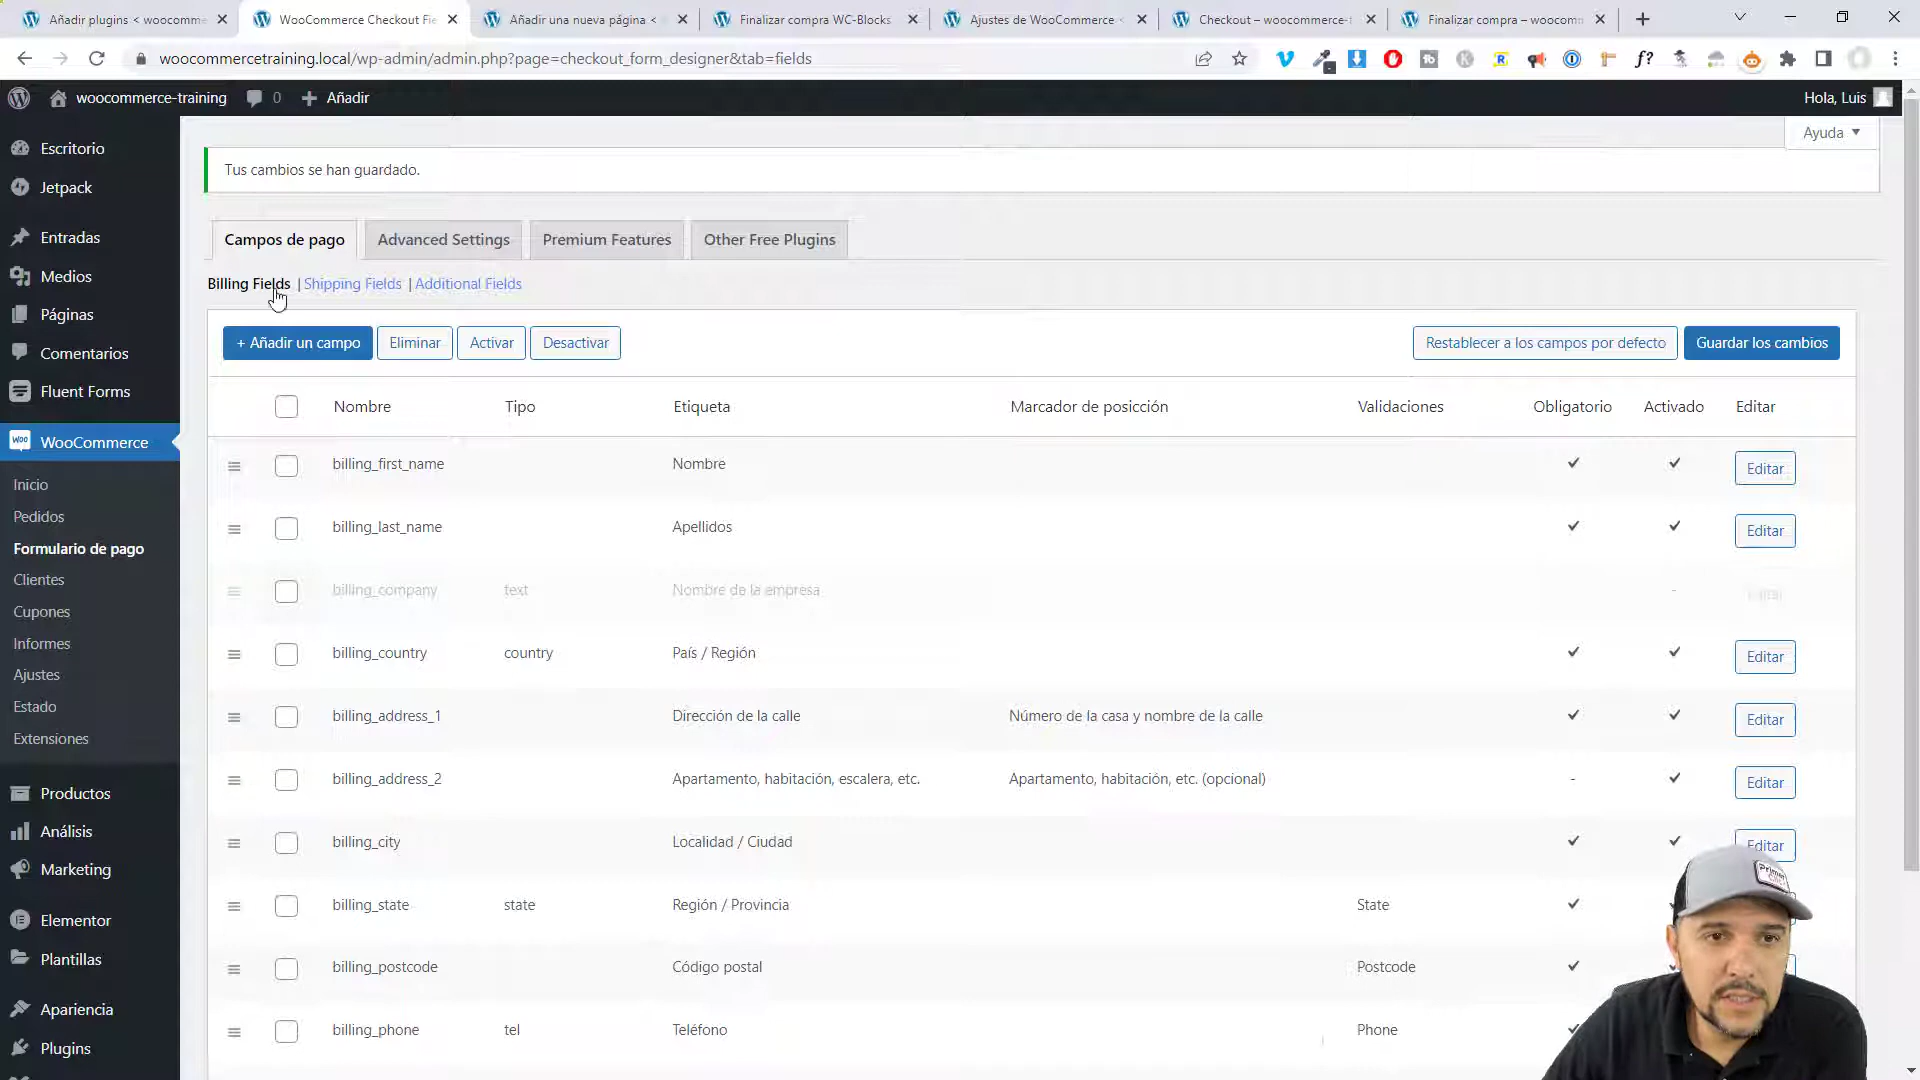 Añadir plugins < woocomme
WooCommerce Checkout Fie
Añadir una nueva página <
Finalizar compra WC-Blocks
Ajustes de WooCommerce <
Checkout – woocommerce-t
Finalizar compra – woocom
woocommercetraining.local/wp-admin/admin.php?page=checkout_form_designer&tab=fields
woocommerce-training
0
Añadir
Hola, Luis
Ayuda
Escritorio
Jetpack
Entradas
Medios
Páginas
Comentarios
Fluent Forms
WooCommerce
Inicio
Pedidos
Formulario de pago
Clientes
Cupones
Informes
Ajustes
Estado
Extensiones
Productos
Análisis
Marketing
Elementor
Plantillas
Apariencia
Plugins
Tus cambios se han guardado.
Campos de pago
Advanced Settings
Premium Features
Other Free Plugins
Billing Fields | Shipping Fields | Additional Fields
+ Añadir un campo
Eliminar
Activar
Desactivar
Restablecer a los campos por defecto
Guardar los cambios
Nombre Tipo Etiqueta Marcador de posicción Validaciones Obligatorio Activado Editar
billing_first_name Nombre Editar
billing_last_name Apellidos Editar
billing_company text Nombre de la empresa - Editar
billing_country country País / Región Editar
billing_address_1 Dirección de la calle Número de la casa y nombre de la calle Editar
billing_address_2 Apartamento, habitación, escalera, etc. Apartamento, habitación, etc. (opcional) - Editar
billing_city Localidad / Ciudad Editar
billing_state state Región / Provincia State
billing_postcode Código postal Postcode
billing_phone tel Teléfono Phone